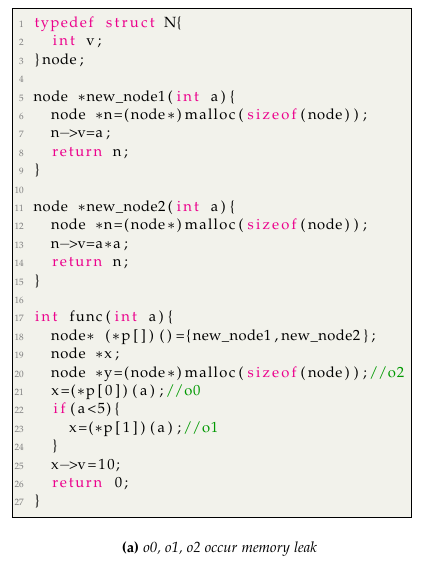 1 typedef struct N{
2   int v;
3 }node;
4
5 node *new_node1(int a){
6   node *n=(node*)malloc(sizeof(node));
7   n->v=a;
8   return n;
9 }
10
11 node *new_node2(int a){
12   node *n=(node*)malloc(sizeof(node));
13   n->v=a*a;
14   return n;
15 }
16
17 int func(int a){
18   node* (*p[])()={new_node1,new_node2};
19   node *x;
20   node *y=(node*)malloc(sizeof(node));//o2
21   x=(*p[0])(a);//o0
22   if(a<5){
23     x=(*p[1])(a);//o1
24   }
25   x->v=10;
26   return 0;
27 }
(a) o0, o1, o2 occur memory leak